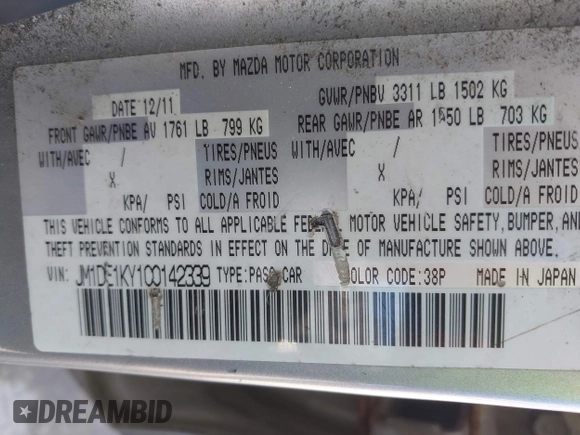 MFD. BY MAZDA MOTOR CORPORATION
DATE 12/11
GVWR/PNBV 3311 LB 1502 KG
FRONT GAWR/PNBE AV 1761 LB 799 KG
REAR GAWR/PNBE AR 1550 LB 703 KG
WITH/AVEC / TIRES/PNEUS WITH/AVEC / TIRES/PNEUS
X RIMS/JANTES X RIMS/JANTES
KPA/ PSI COLD/A FROID KPA/ PSI COLD/A FROID
THIS VEHICLE CONFORMS TO ALL APPLICABLE MOTOR VEHICLE SAFETY, BUMPER, AND
THEFT PREVENTION STANDARDS IN EFFECT ON THE DATE OF MANUFACTURE SHOWN ABOVE.
VIN: JM1DE1KY1C0142339 TYPE:PASS CAR COLOR CODE:38P MADE IN JAPAN
DREAMBID